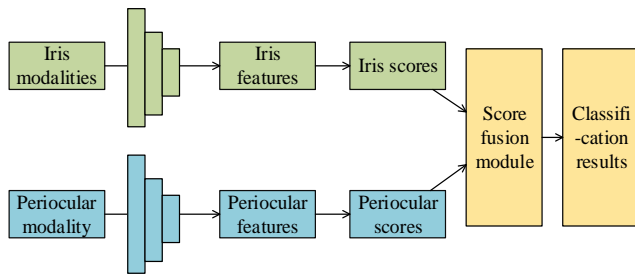 Iris
modalities
Iris
features
Iris scores
Periocular
modality
Periocular
features
Periocular
scores
Score
fusion
module
Classifi
-cation
results